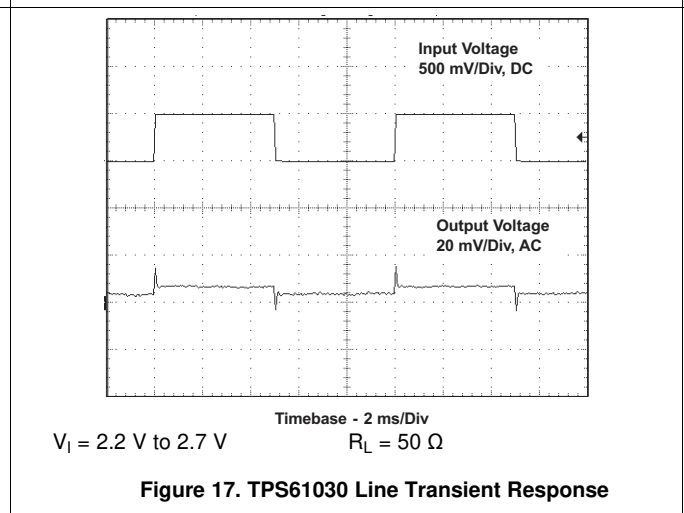 Input Voltage
500 mV/Div, DC
Output Voltage
20 mV/Div, AC
Timebase - 2 ms/Div
V_I = 2.2 V to 2.7 V
R_L = 50 Ω
Figure 17. TPS61030 Line Transient Response